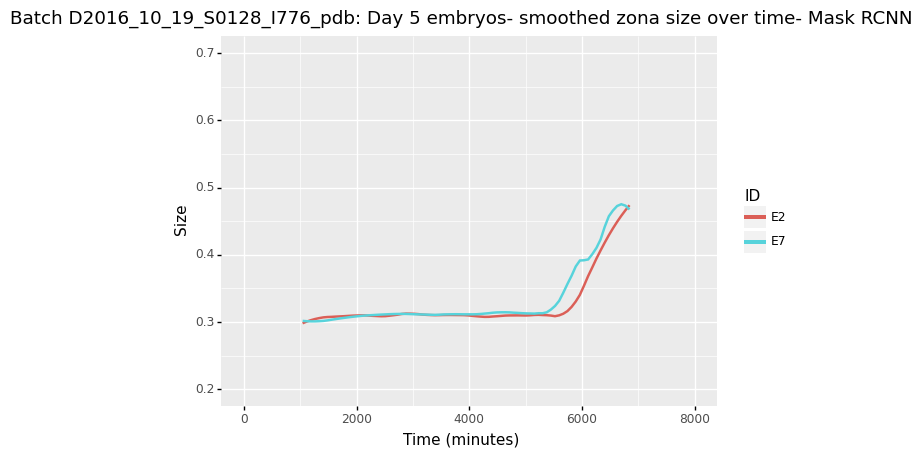 Batch D2016_10_19_S0128_I776_pdb: Day 5 embryos- smoothed zona size over time- Mask RCNN
0.7
0.6
0.5
0.4
0.3
0.2
Size
0
2000
4000
6000
8000
Time (minutes)
ID
E2
E7